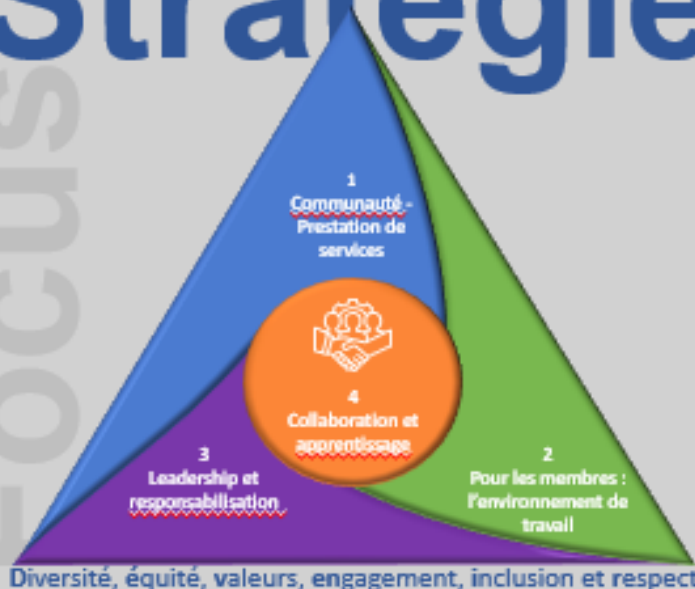 Stratégie
Focus
1
Communauté -
Prestation de
services
4
Collaboration et
apprentissage
3
Leadership et
responsabilisation
2
Pour les membres :
l'environnement de
travail
Diversité, équité, valeurs, engagement, inclusion et respect